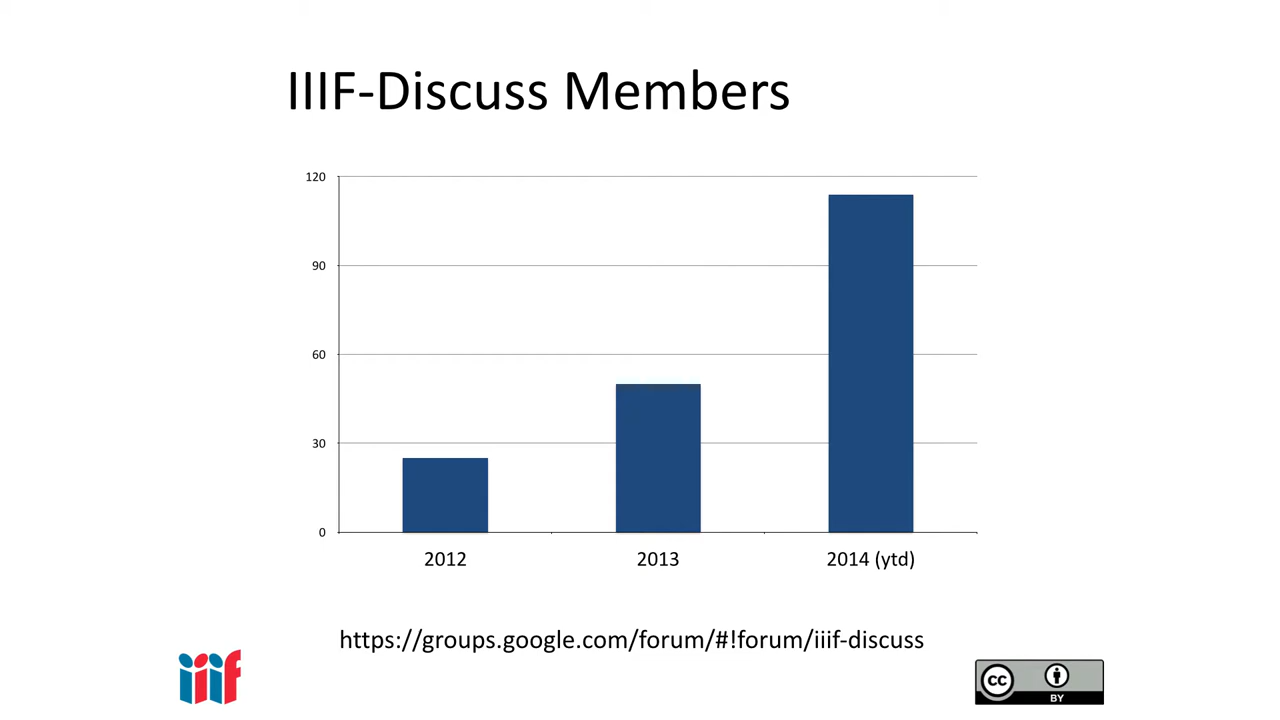 IIIF-Discuss Members
120
90
60
30
0
2012 2013 2014 (ytd)
https://groups.google.com/forum/#!forum/iiif-discuss
iiif
cc
BY